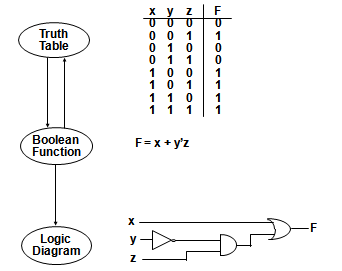 x y z F
0 0 0 0
0 0 1 1
0 1 0 0
0 1 1 0
1 0 0 1
1 0 1 1
1 1 0 1
1 1 1 1
Truth
Table
Boolean
Function
F = x + y'z
Logic
Diagram
x
y
z
F